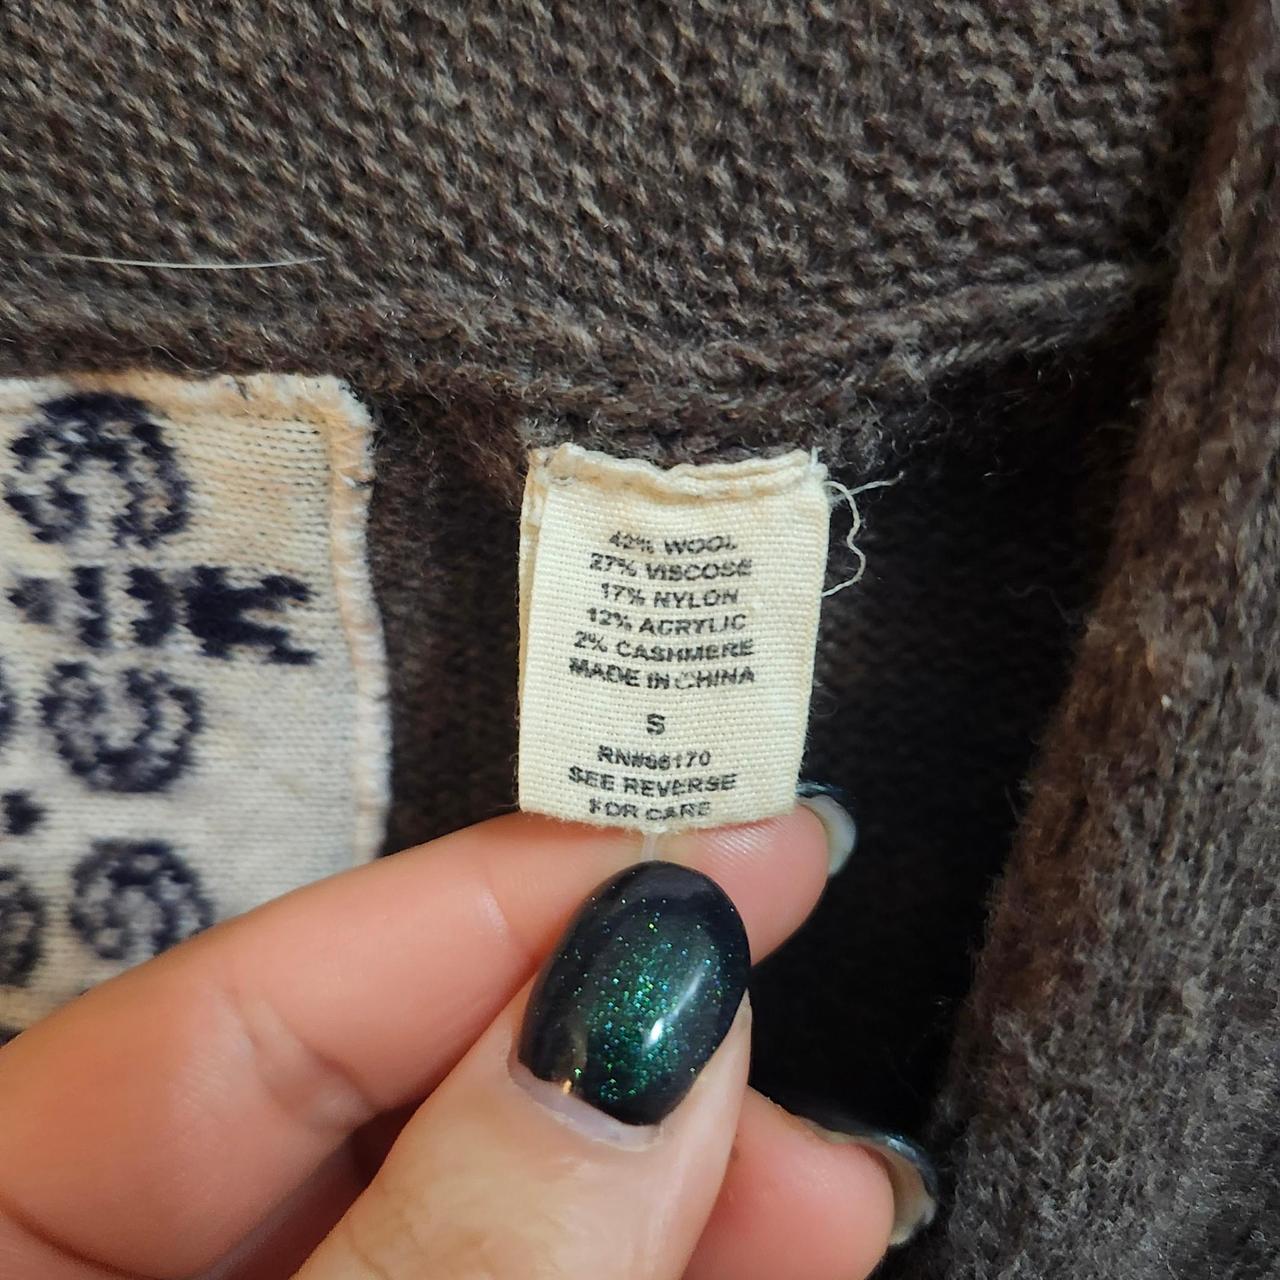 42% WOOL
27% VISCOSE
17% NYLON
12% ACRYLIC
2% CASHMERE
MADE IN CHINA
S
SEE REVERSE
FOR CARE